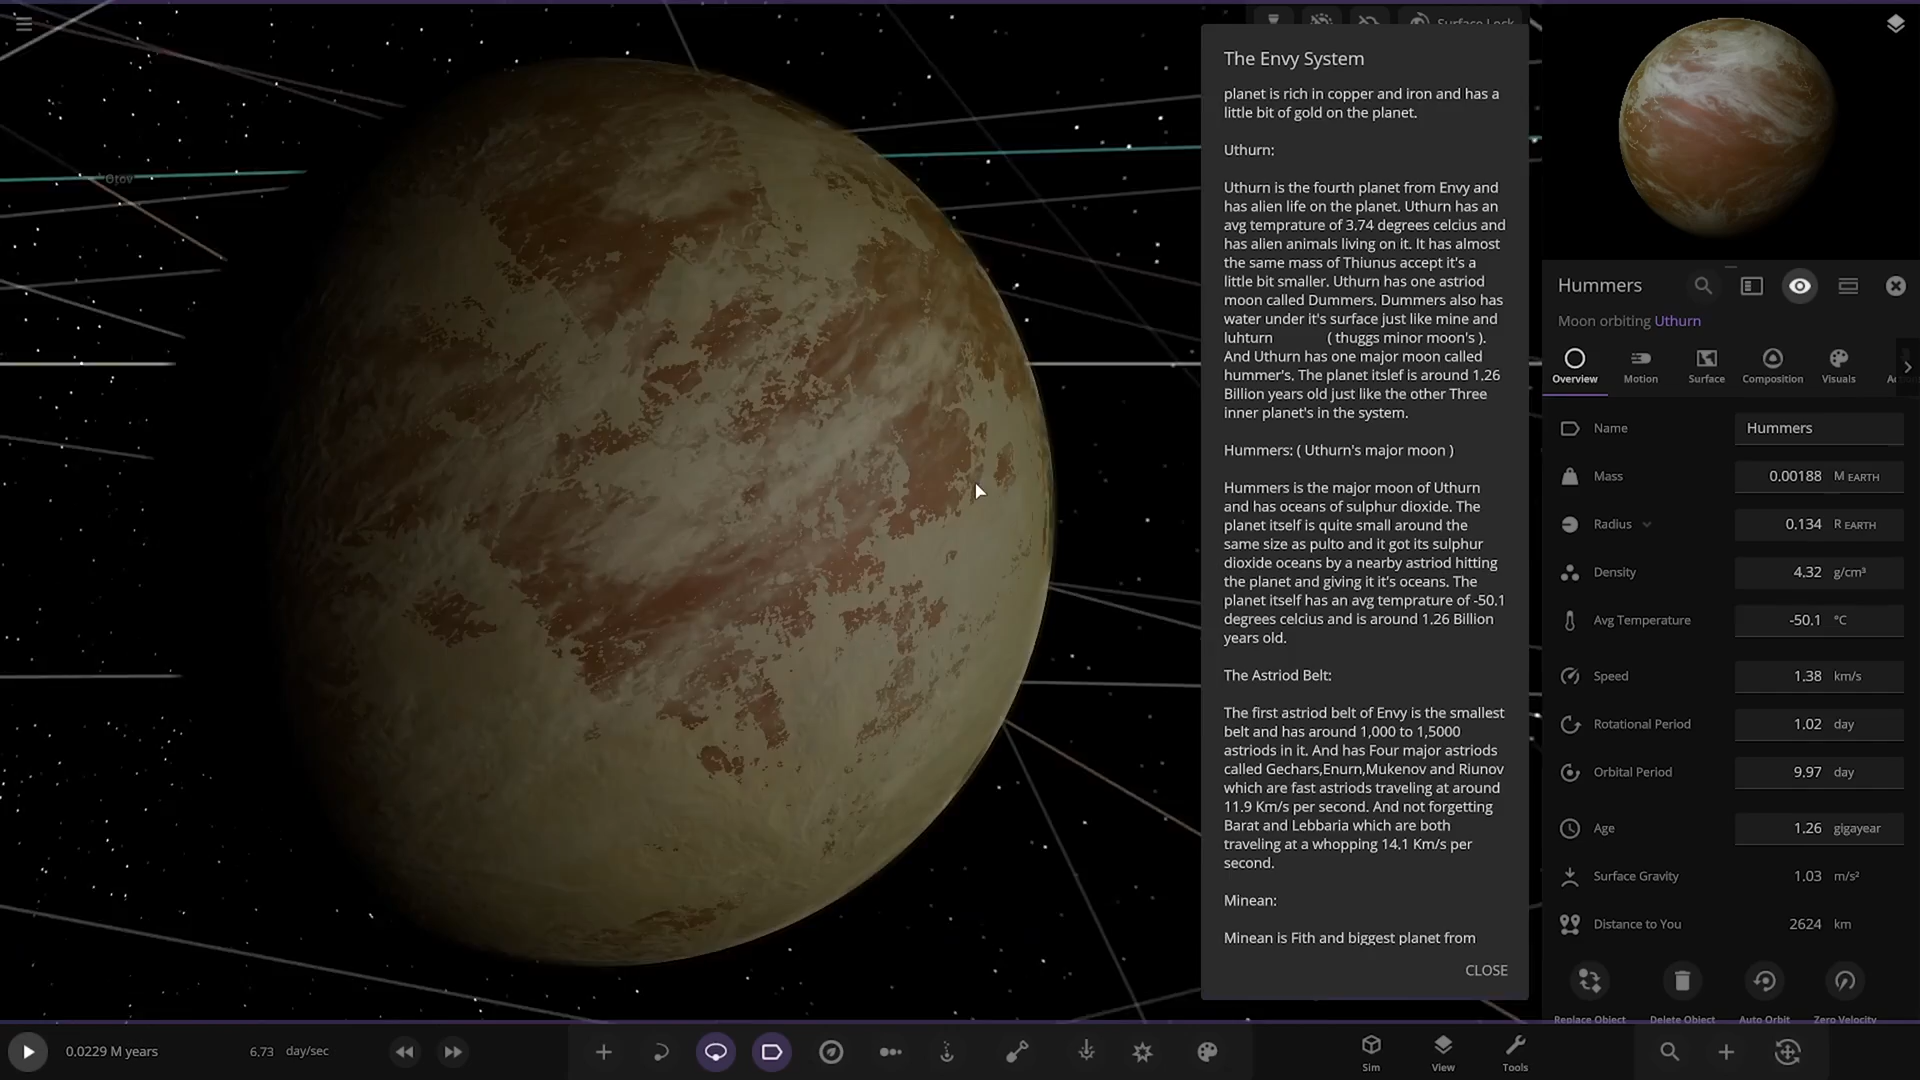 Surface Lock
Otov
The Envy System
planet is rich in copper and iron and has a
little bit of gold on the planet.
Uthurn:
Uthurn is the fourth planet from Envy and
has alien life on the planet. Uthurn has an
avg temprature of 3.74 degrees celcius and
has alien animals living on it. It has almost
the same mass of Thiunus accept it's a
little bit smaller. Uthurn has one astriod
moon called Dummers. Dummers also has
water under it's surface just like mine and
luhturn ( thuggs minor moon's ).
And Uthurn has one major moon called
hummer's. The planet itslef is around 1.26
Billion years old just like the other Three
inner planet's in the system.
Hummers: ( Uthurn's major moon )
Hummers is the major moon of Uthurn
and has oceans of sulphur dioxide. The
planet itself is quite small around the
same size as pulto and it got its sulphur
dioxide oceans by a nearby astriod hitting
the planet and giving it it's oceans. The
planet itself has an avg temprature of -50.1
degrees celcius and is around 1.26 Billion
years old.
The Astriod Belt:
The first astriod belt of Envy is the smallest
belt and has around 1,000 to 1,5000
astriods in it. And has Four major astriods
called Gechars,Enurn,Mukenov and Riunov
which are fast astriods traveling at around
11.9 Km/s per second. And not forgetting
Barat and Lebbaria which are both
traveling at a whopping 14.1 Km/s per
second.
Minean:
Minean is Fith and biggest planet from
CLOSE
Hummers
Moon orbiting Uthurn
Overview Motion Surface Composition Visuals
Name Hummers
Mass 0.00188 M EARTH
Radius 0.134 R EARTH
Density 4.32 g/cm³
Avg Temperature -50.1 °C
Speed 1.38 km/s
Rotational Period 1.02 day
Orbital Period 9.97 day
Age 1.26 gigayear
Surface Gravity 1.03 m/s²
Distance to You 2624 km
Replace Object Delete Object Auto Orbit Zero Velocity
0.0229 M years 6.73 day/sec
Sim View Tools